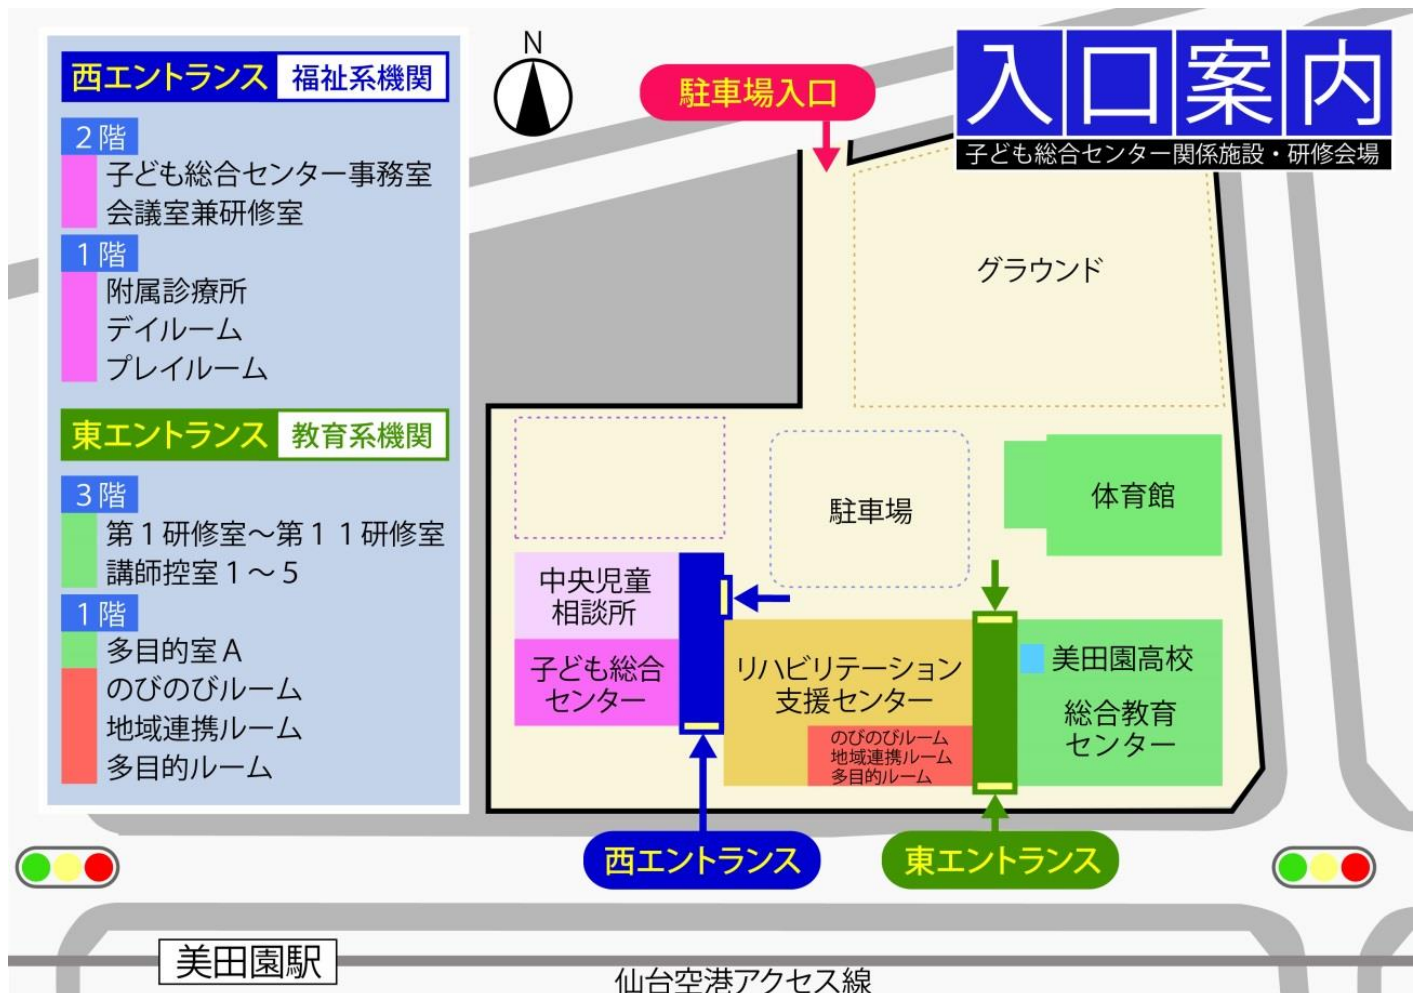 西エントランス 福祉系機関
2階
子ども総合センター事務室
会議室兼研修室
1階
附属診療所
デイルーム
プレイルーム
東エントランス 教育系機関
3階
第1研修室～第11研修室
講師控室1～5
1階
多目的室A
のびのびルーム
地域連携ルーム
多目的ルーム
N
駐車場入口
入口案内
子ども総合センター関係施設・研修会場
グラウンド
駐車場
体育館
中央児童
相談所
子ども総合
センター
リハビリテーション
支援センター
のびのびルーム
地域連携ルーム
多目的ルーム
美田園高校
総合教育
センター
西エントランス
東エントランス
美田園駅
仙台空港アクセス線